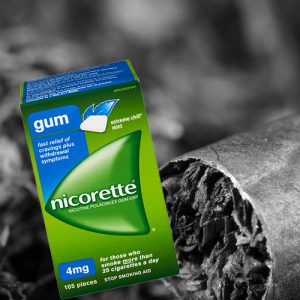 gum
extreme chill™
mint
fast relief of
cravings plus
withdrawal
symptoms
nicorette®
NICOTINE POLACRILEX GUM USP
for those who
smoke more than
25 cigarettes a day
4mg
105 pieces
STOP SMOKING AID